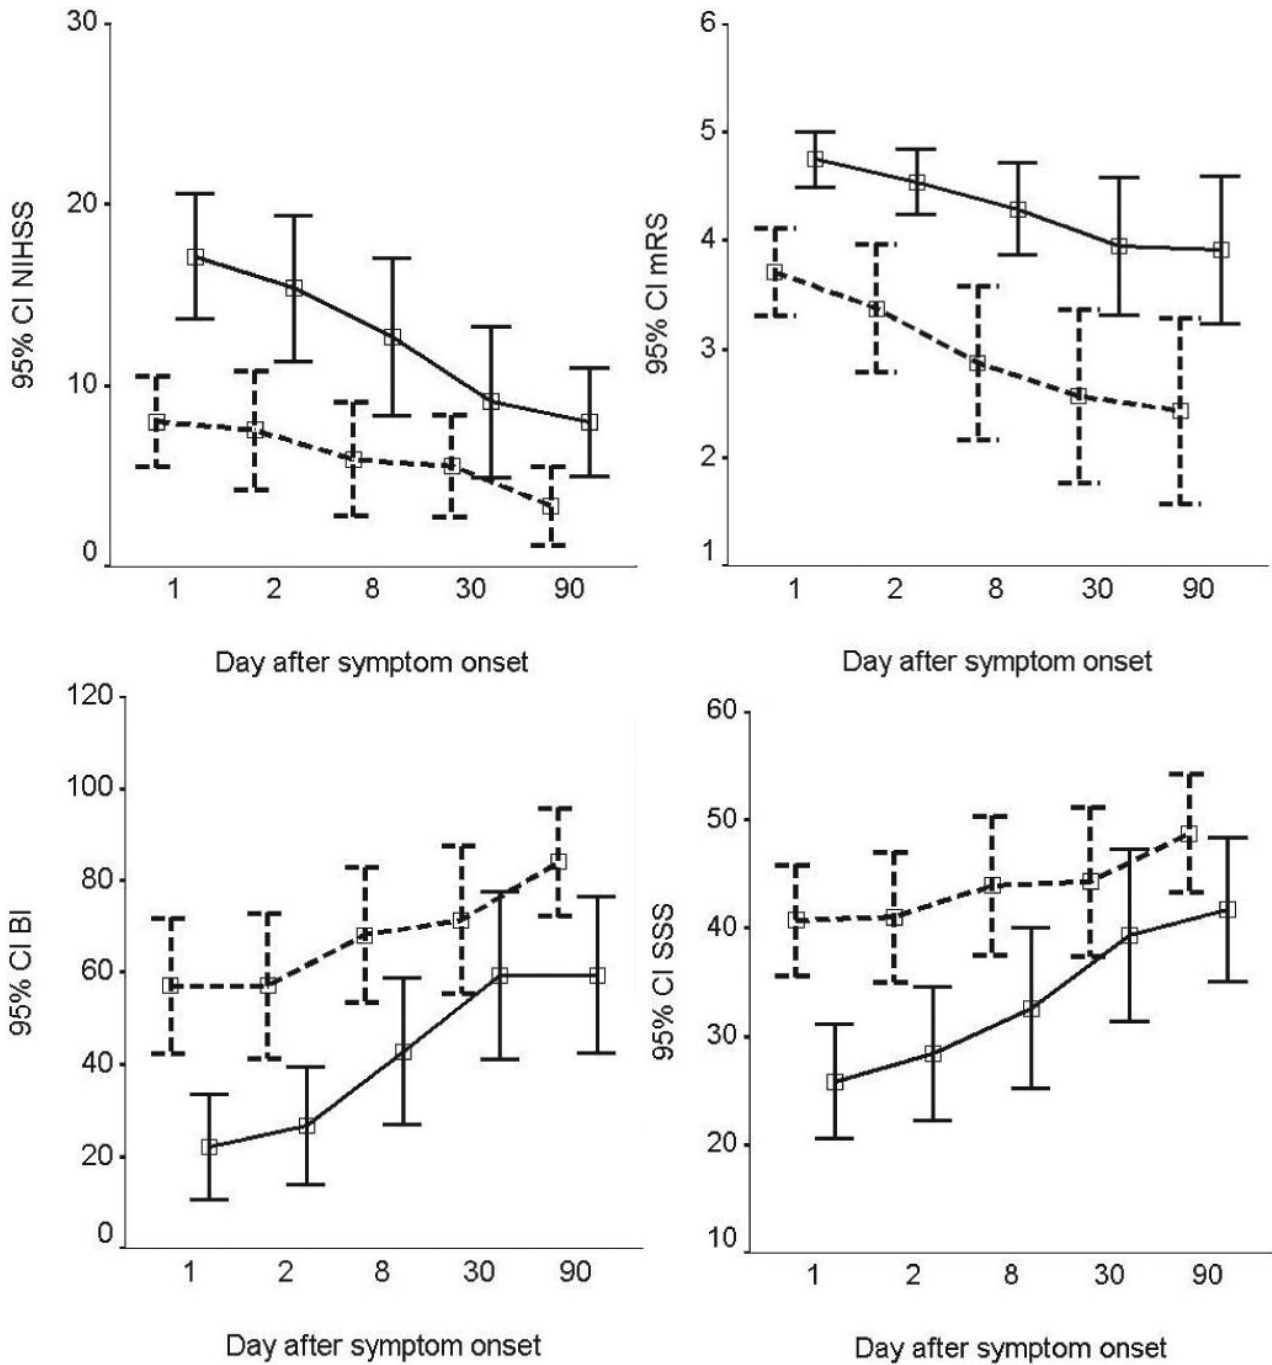 95% CI NIHSS
30
20
10
0
1 2 8 30 90
Day after symptom onset
95% CI mRS
6
5
4
3
2
1
1 2 8 30 90
Day after symptom onset
95% CI BI
120
100
80
60
40
20
0
1 2 8 30 90
Day after symptom onset
95% CI SSS
60
50
40
30
20
10
1 2 8 30 90
Day after symptom onset